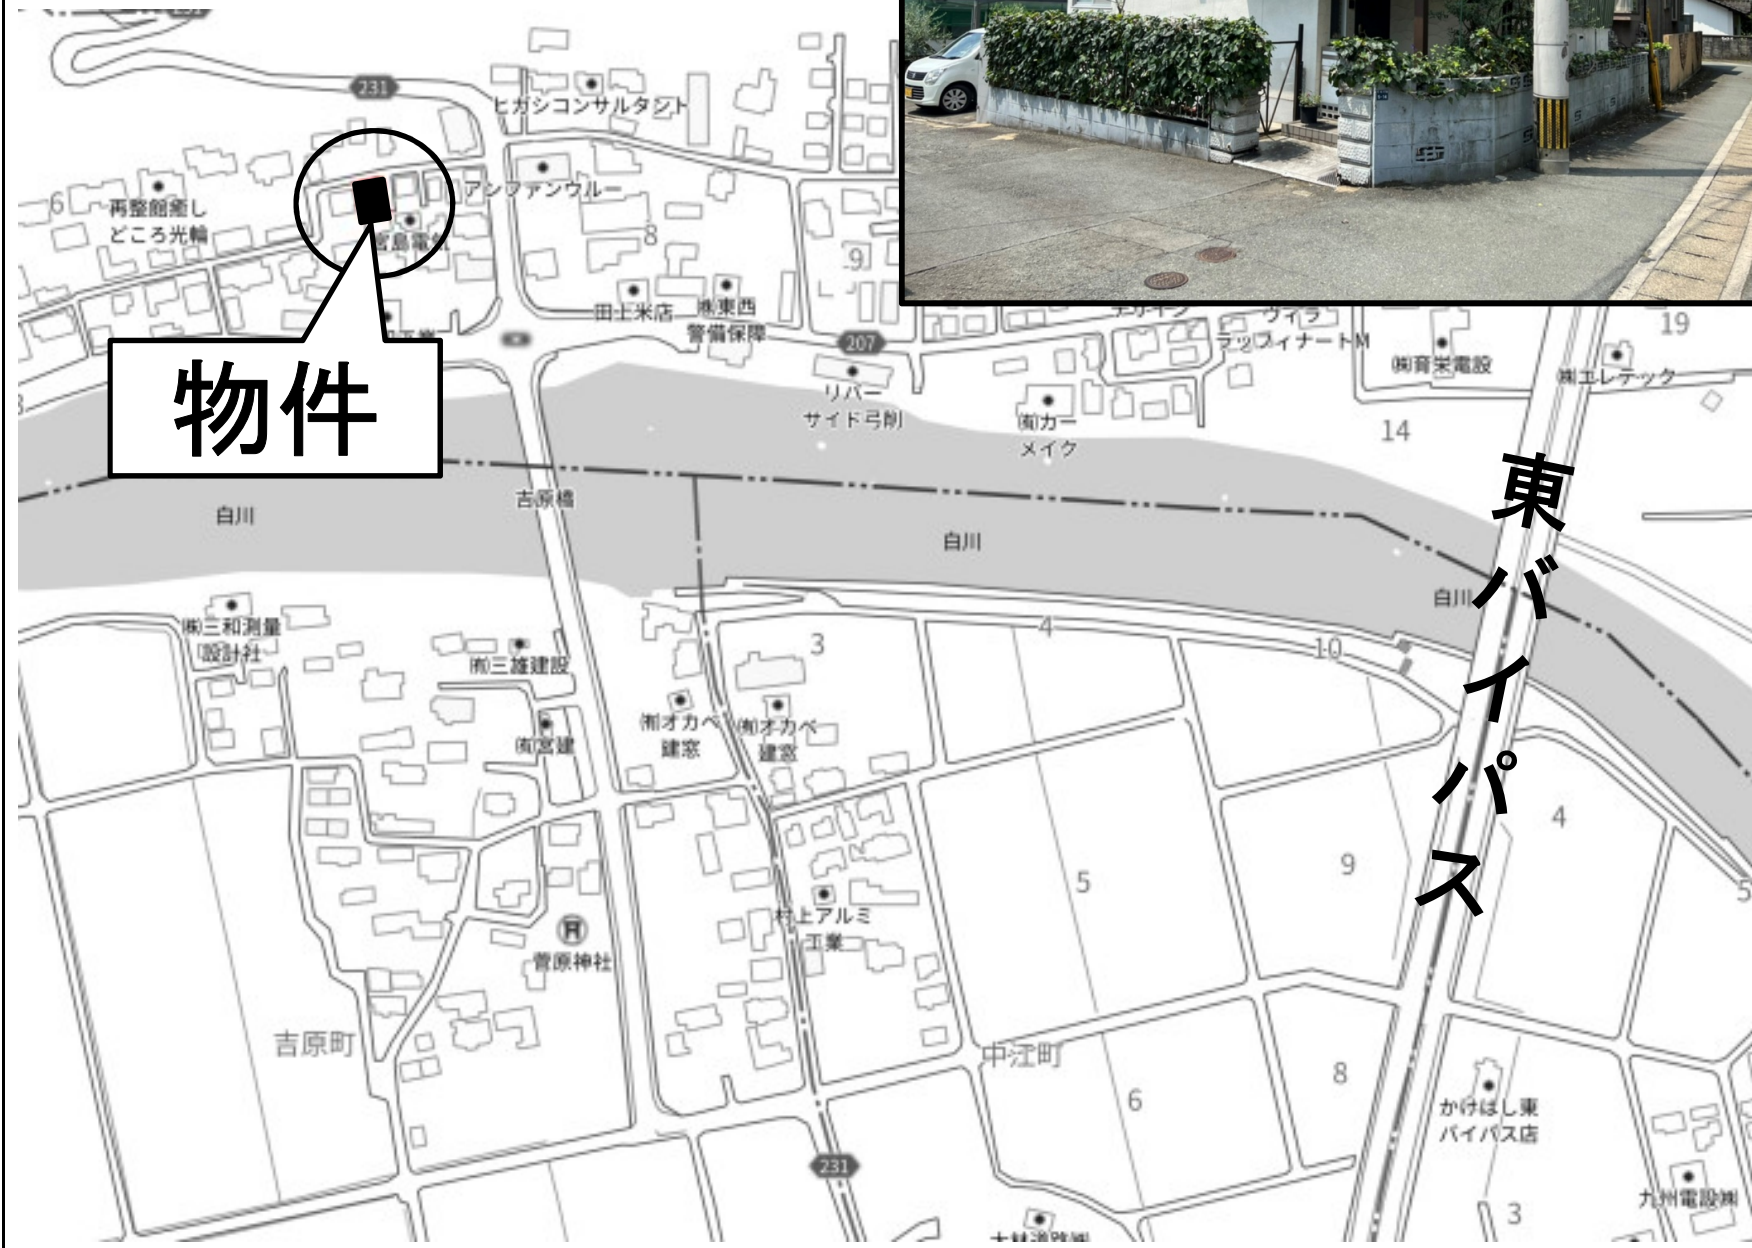 231
ヒガシコンサルタント
アンファンウルー
再整館癒し
どころ光輪
6
宮島電気
8
9
田上米店
㈱東西
警備保障
207
ヴィラ
ラッフィナートM
㈱育栄電設
㈱エレテック
19
14
リバー
サイド弓削
㈲カー
メイク
物件
吉原橋
白川
白川
白川
東バイパス
㈱三和測量
設計社
㈲三雄建設
㈲宮建
㈲オカベ
建窓
㈲オカベ
建窓
3
4
10
4
5
9
5
村上アルミ
工業
菅原神社
吉原町
中江町
6
8
かけはし東
バイパス店
231
九州電設㈱
3